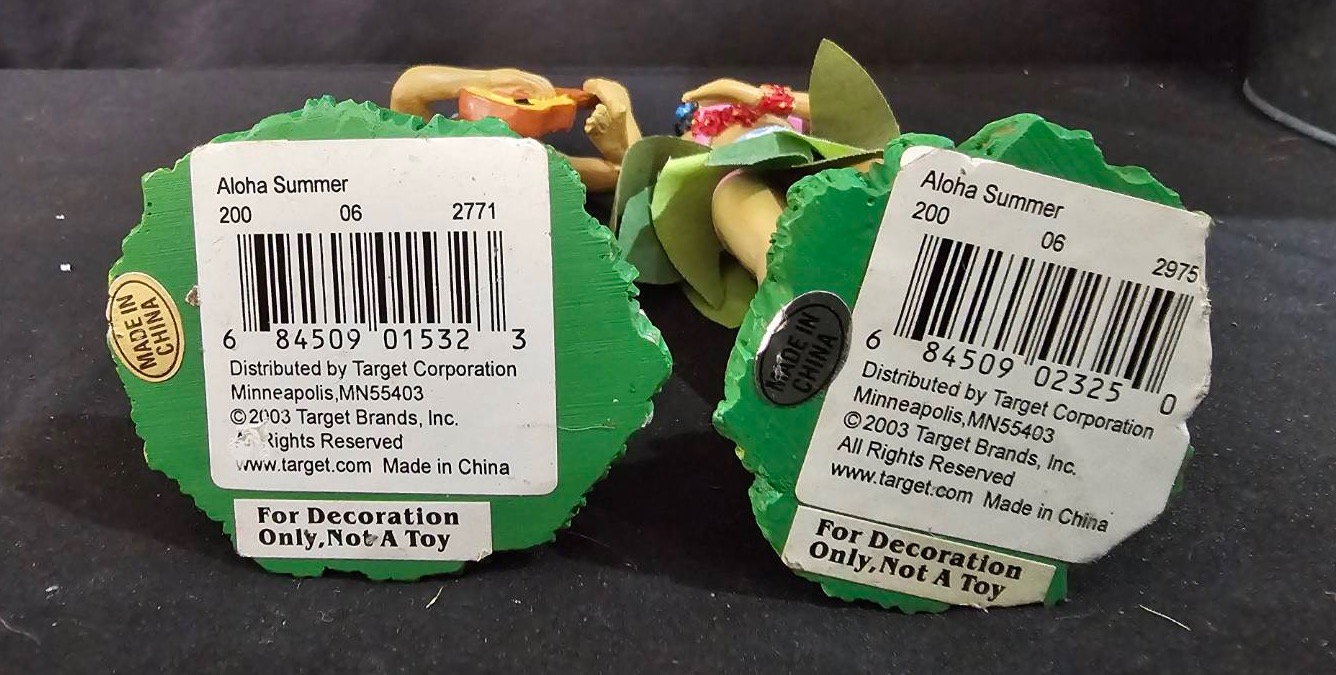 Aloha Summer
200 06 2771
6 84509 01532 3
Distributed by Target Corporation
Minneapolis,MN55403
©2003 Target Brands, Inc.
Rights Reserved
www.target.com Made in China
For Decoration
Only,Not A Toy
MADE IN
CHINA
Aloha Summer
200 06 2975
6 84509 02325 0
Distributed by Target Corporation
Minneapolis,MN55403
©2003 Target Brands, Inc.
All Rights Reserved
www.target.com Made in China
For Decoration
Only,Not A Toy
MADE IN
CHINA